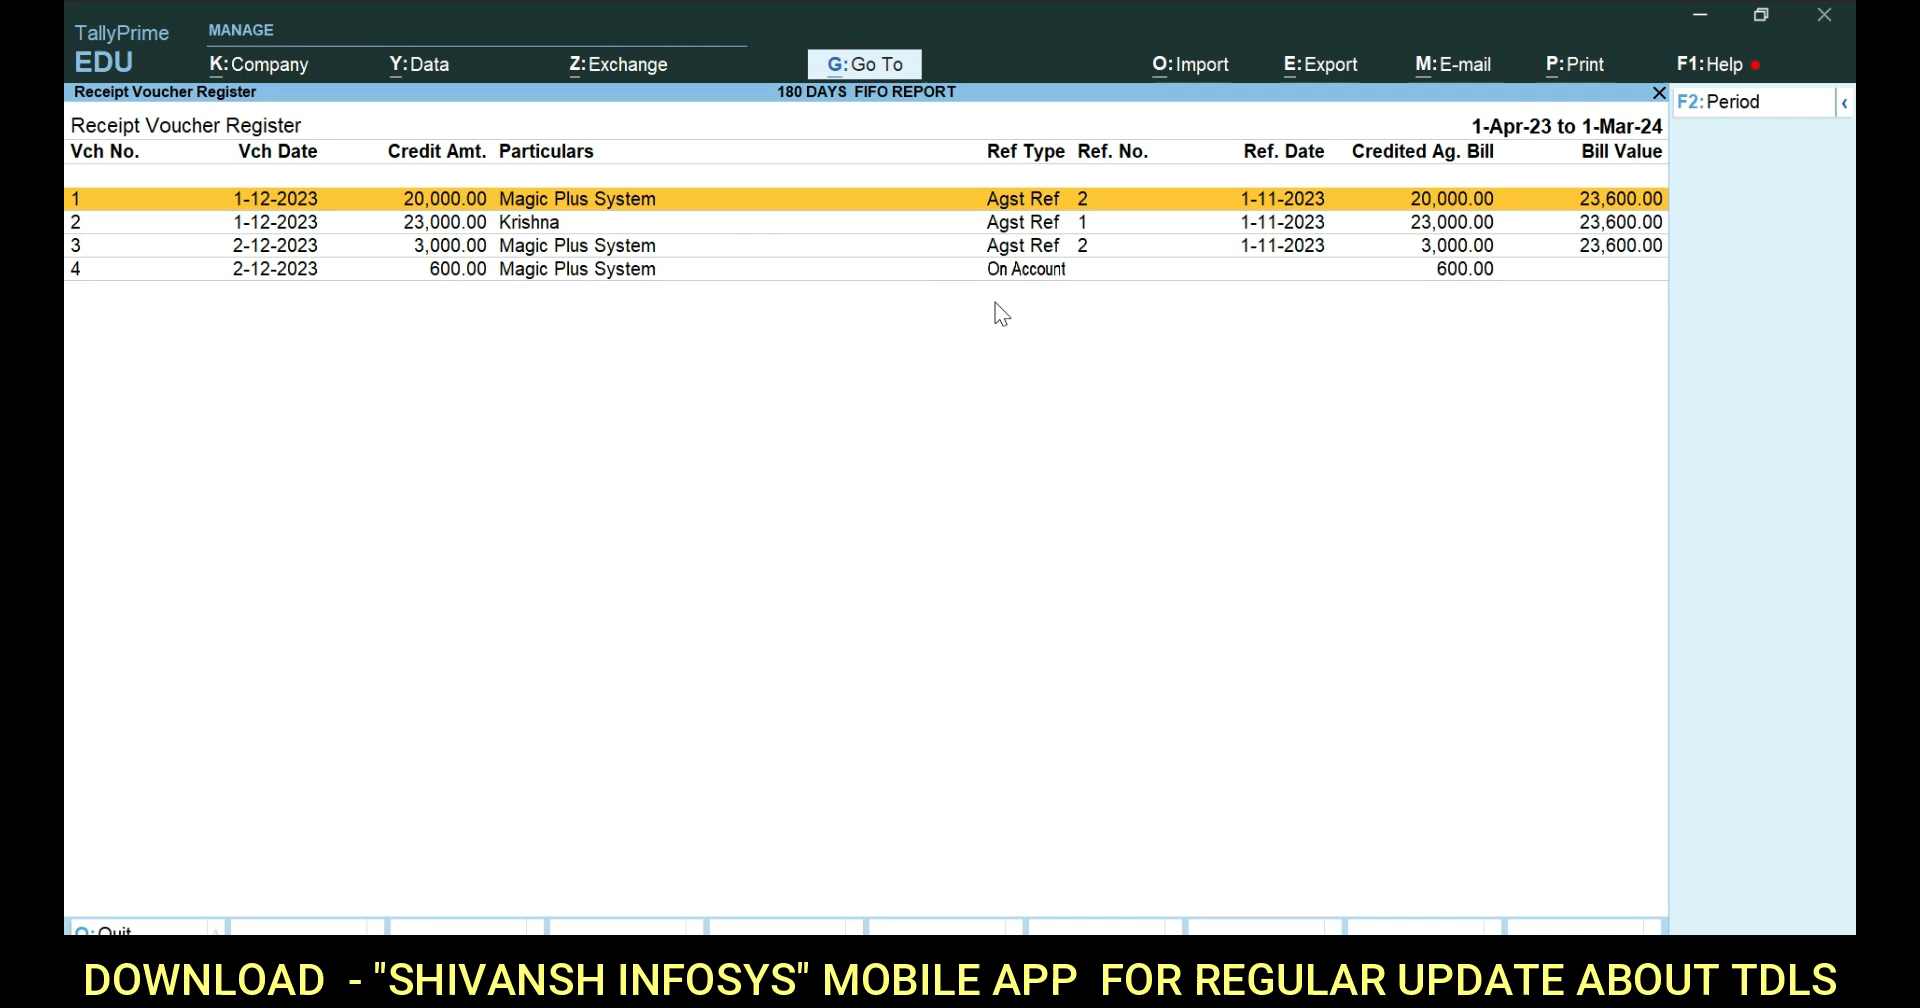 TallyPrime MANAGE
EDU K: Company Y: Data Z: Exchange G: Go To O: Import E: Export M: E-mail P: Print F1: Help
Receipt Voucher Register 180 DAYS FIFO REPORT F2: Period
Receipt Voucher Register 1-Apr-23 to 1-Mar-24
Vch No. Vch Date Credit Amt. Particulars Ref Type Ref. No. Ref. Date Credited Ag. Bill Bill Value
1 1-12-2023 20,000.00 Magic Plus System Agst Ref 2 1-11-2023 20,000.00 23,600.00
2 1-12-2023 23,000.00 Krishna Agst Ref 1 1-11-2023 23,000.00 23,600.00
3 2-12-2023 3,000.00 Magic Plus System Agst Ref 2 1-11-2023 3,000.00 23,600.00
4 2-12-2023 600.00 Magic Plus System On Account 600.00
Q: Quit
DOWNLOAD - "SHIVANSH INFOSYS" MOBILE APP FOR REGULAR UPDATE ABOUT TDLS